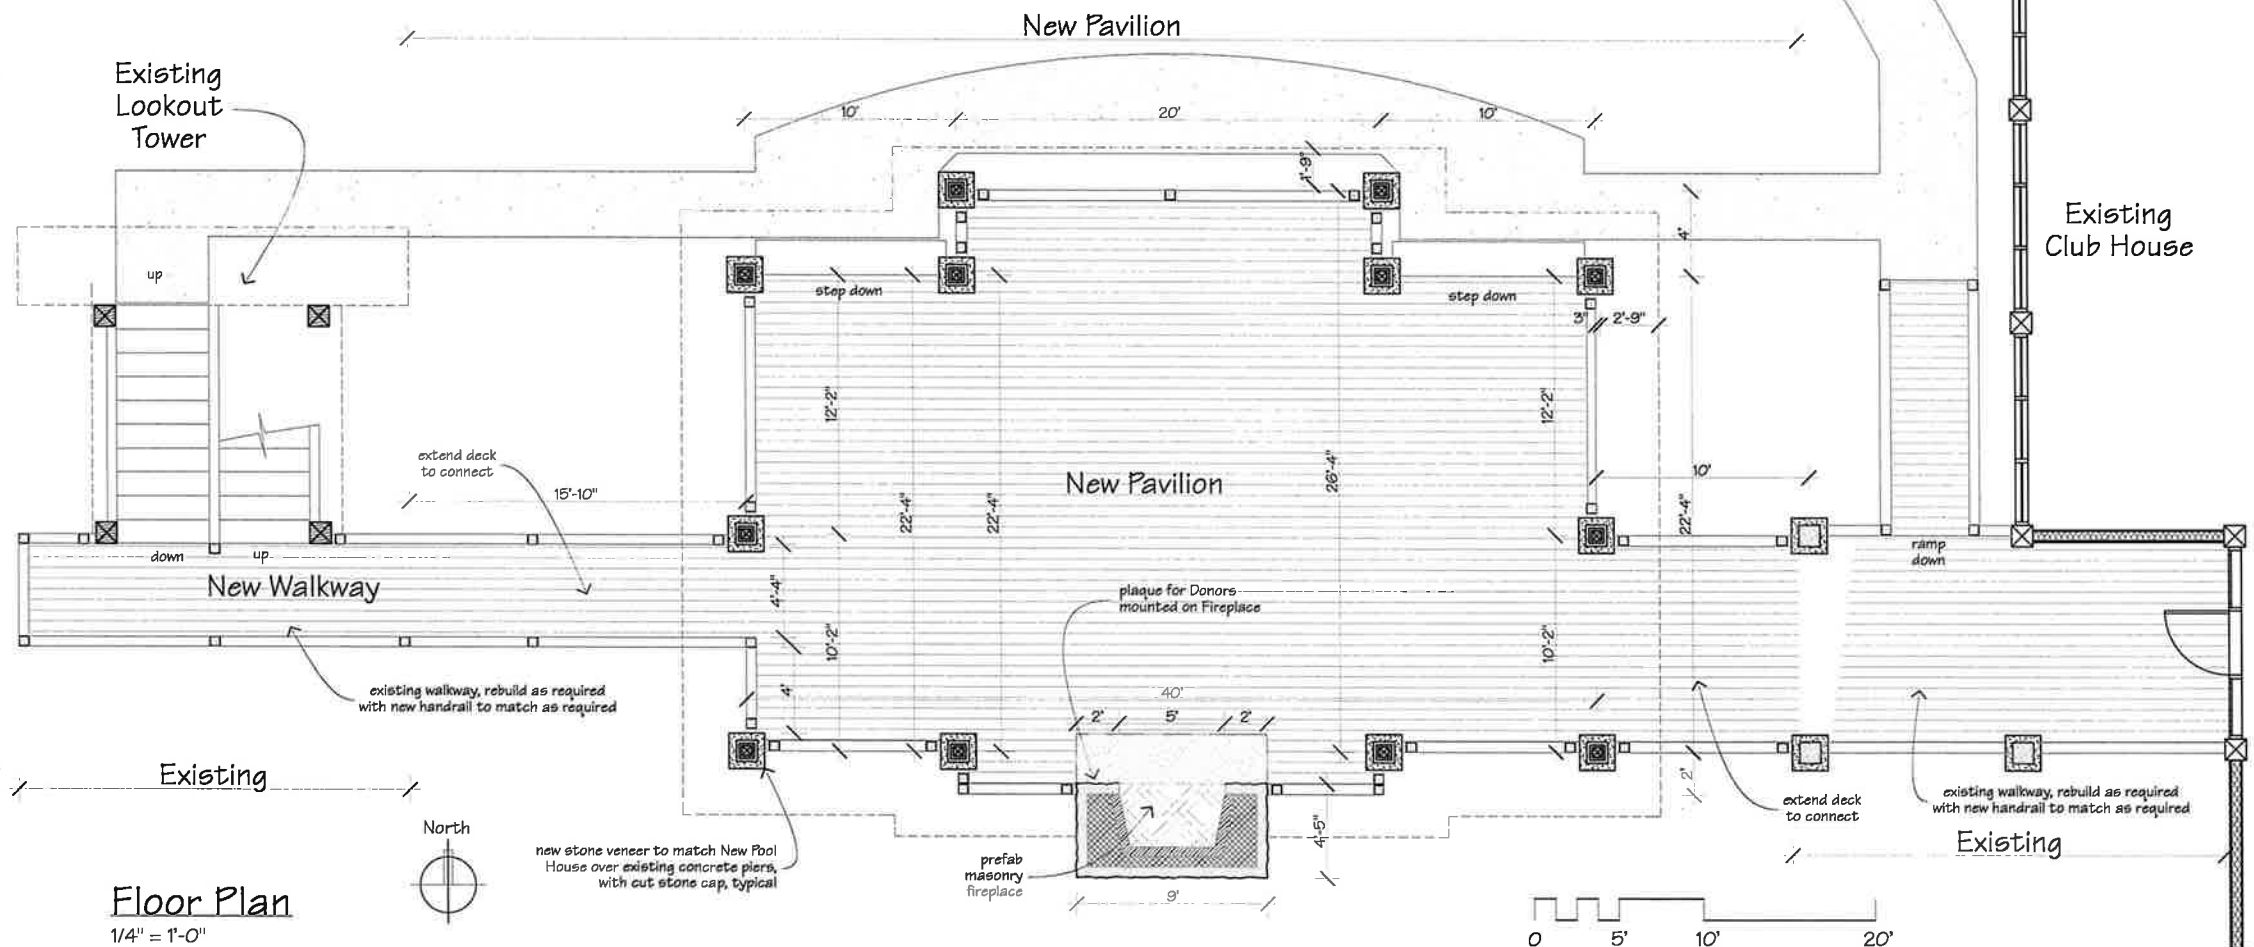 New Pavilion
Existing
Lookout
Tower
10'
20'
10'
1'-9"
Existing
Club House
4'
up
step down
step down
3"
2'-9"
12'-2"
12'-2"
extend deck
to connect
15'-10"
22'-4"
22'-4"
New Pavilion
26'-4"
10'
22'-4"
down
up
New Walkway
ramp
down
4'-4"
plaque for Donors
mounted on Fireplace
10'-2"
10'-2"
existing walkway, rebuild as required
with new handrail to match as required
4'
40'
2'
5'
2'
Existing
2'
extend deck
to connect
existing walkway, rebuild as required
with new handrail to match as required
Existing
4'-5"
North
new stone veneer to match New Pool
House over existing concrete piers,
with cut stone cap, typical
prefab
masonry
fireplace
9'
Floor Plan
1/4" = 1'-0"
0
5'
10'
20'